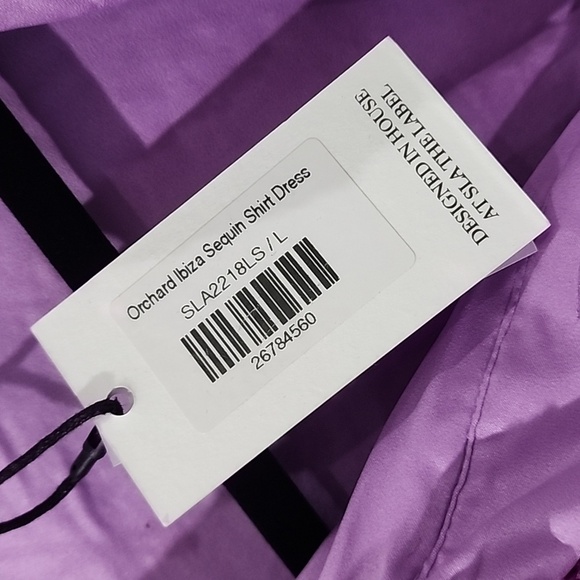 DESIGNED IN HOUSE
AT SLA THE LABEL
Orchard Ibiza Sequin Shirt Dress
SLA2218LS / L
26784560